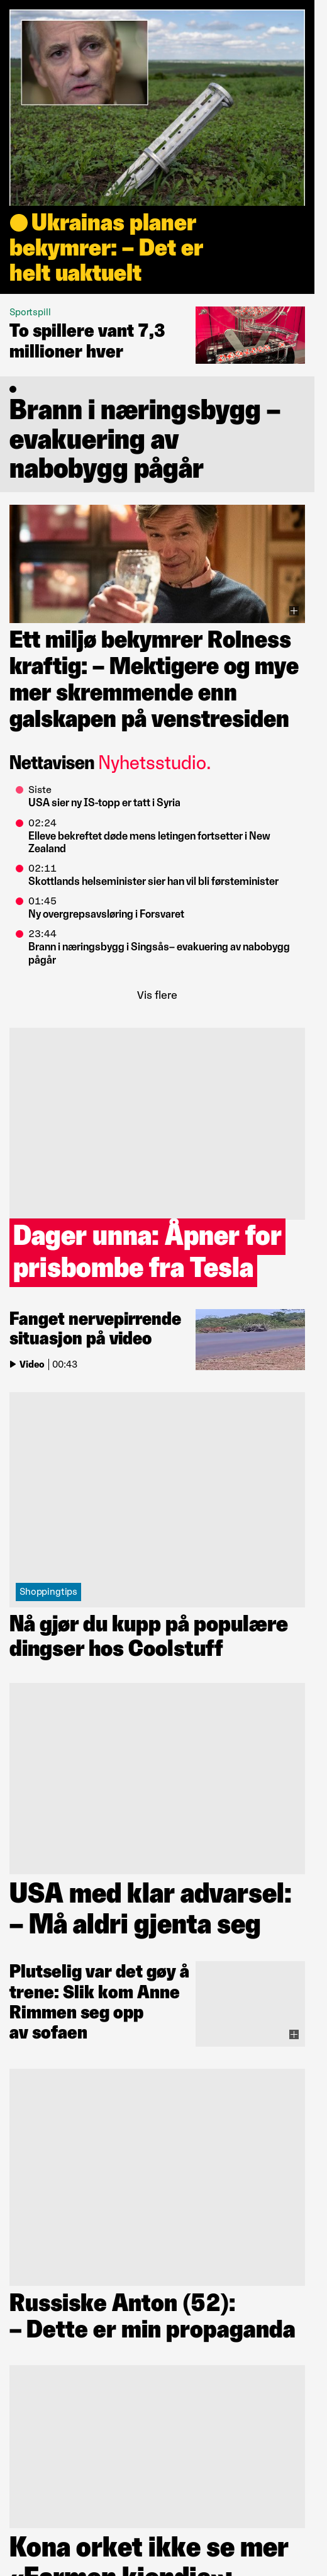 Ukrainas planer
bekymrer: – Det er
helt uaktuelt
Sportspill
To spillere vant 7,3
millioner hver
Brann i næringsbygg –
evakuering av
nabobygg pågår
Ett miljø bekymrer Rolness
kraftig: – Mektigere og mye
mer skremmende enn
galskapen på venstresiden
Nettavisen Nyhetsstudio.
Siste
USA sier ny IS-topp er tatt i Syria
02:24
Elleve bekreftet døde mens letingen fortsetter i New
Zealand
02:11
Skottlands helseminister sier han vil bli førsteminister
01:45
Ny overgrepsavsløring i Forsvaret
23:44
Brann i næringsbygg i Singsås– evakuering av nabobygg
pågår
Vis flere
Dager unna: Åpner for
prisbombe fra Tesla
Fanget nervepirrende
situasjon på video
Video | 00:43
Shoppingtips
Nå gjør du kupp på populære
dingser hos Coolstuff
USA med klar advarsel:
– Må aldri gjenta seg
Plutselig var det gøy å
trene: Slik kom Anne
Rimmen seg opp
av sofaen
Russiske Anton (52):
– Dette er min propaganda
Kona orket ikke se mer
«Farmen kjendis»: